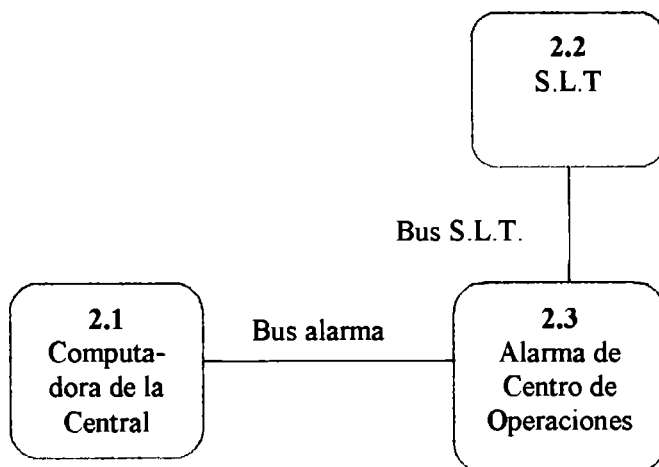 2.2
S.L.T
Bus S.L.T.
2.1
Computa-
dora de la
Central
Bus alarma
2.3
Alarma de
Centro de
Operaciones